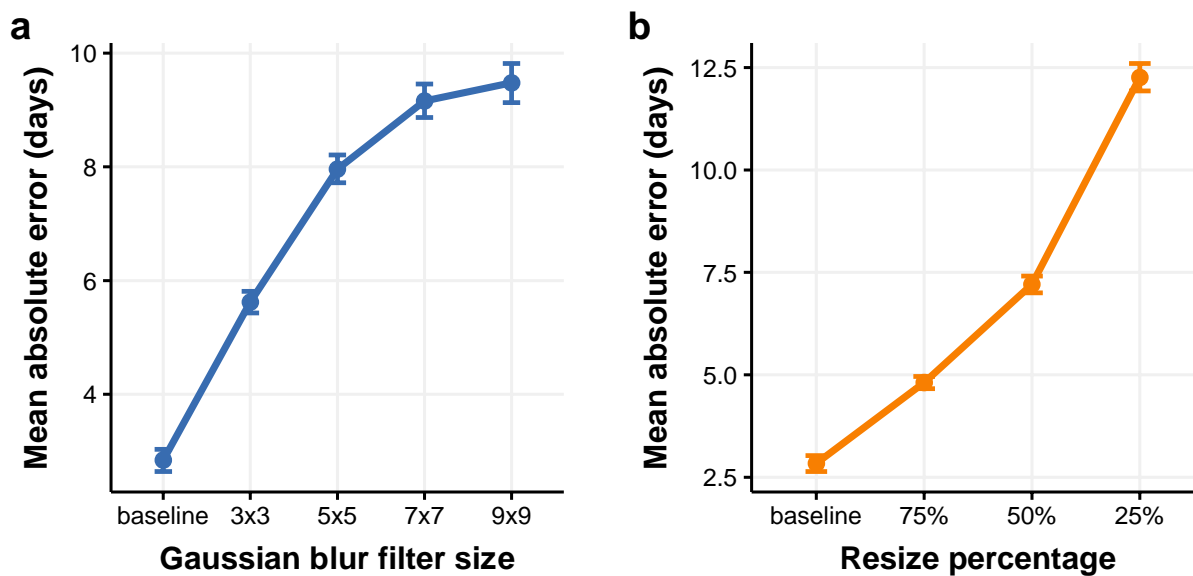 a
Mean absolute error (days)
10
8
6
4
baseline 3x3 5x5 7x7 9x9
Gaussian blur filter size
b
Mean absolute error (days)
12.5
10.0
7.5
5.0
2.5
baseline 75% 50% 25%
Resize percentage